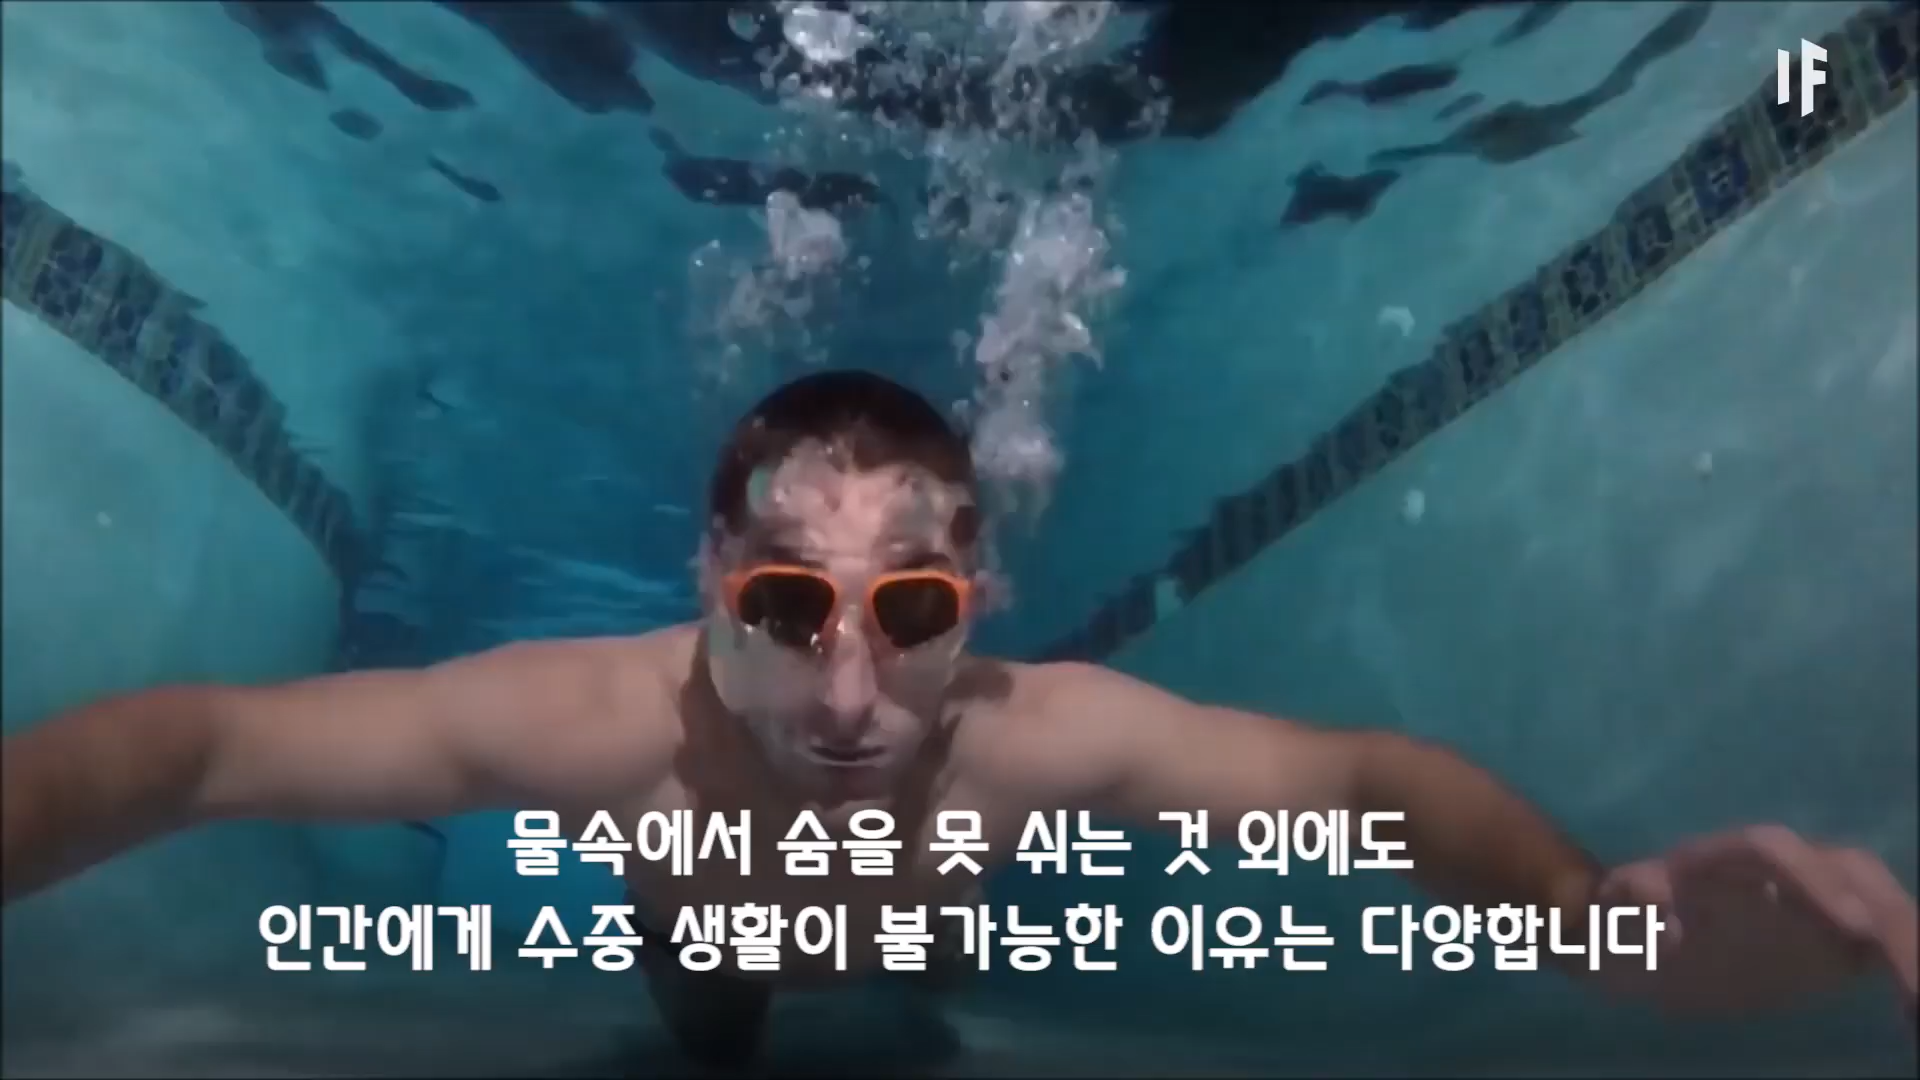 IF
물속에서 숨을 못 쉬는 것 외에도
인간에게 수중 생활이 불가능한 이유는 다양합니다